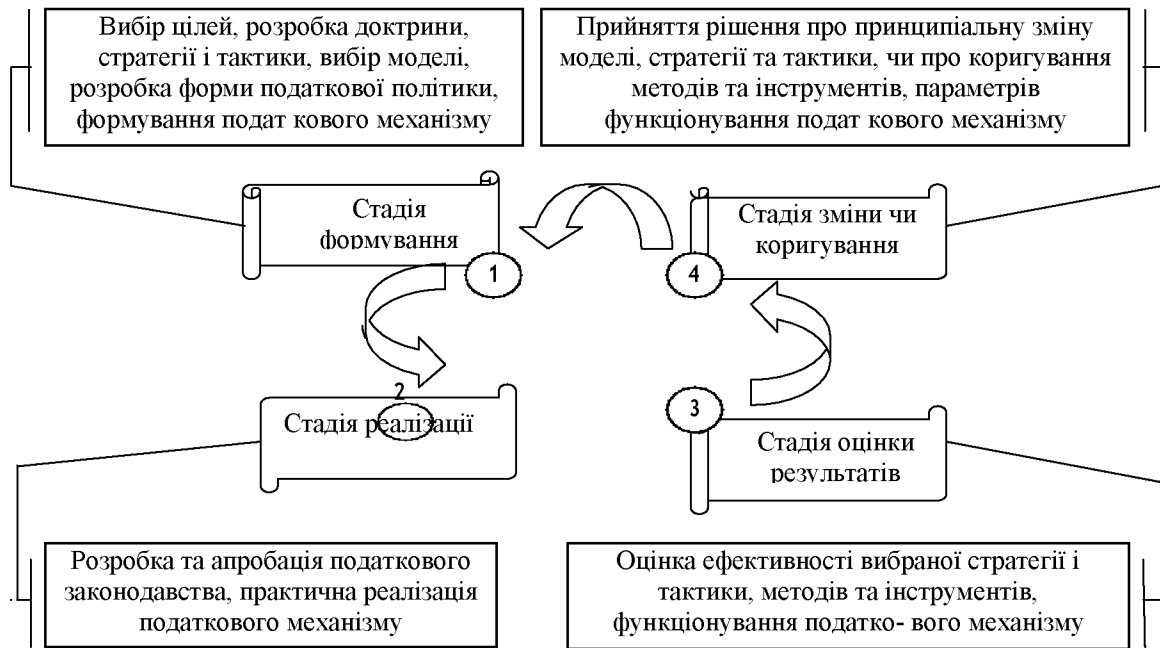 Вибір цілей, розробка доктрини,
стратегії і тактики, вибір моделі,
розробка форми податкової політики,
формування подат кового механізму
Прийняття рішення про принципіальну зміну
моделі, стратегії та тактики, чи про коригування
методів та інструментів, параметрів
функціонування подат кового механізму
Стадія
формування
1
Стадія зміни чи
коригування
4
2
Стадія реалізації
3
Стадія оцінки
результатів
Розробка та апробація податкового
законодавства, практична реалізація
податкового механізму
Оцінка ефективності вибраної стратегії і
тактики, методів та інструментів,
функціонування податко- вого механізму